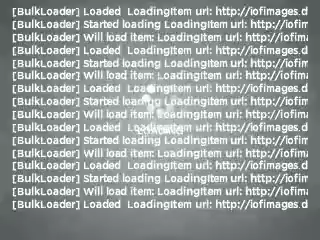 [BulkLoader] Loaded LoadingItem url: http://iofimages.d
[BulkLoader] Started loading LoadingItem url: http://iofim
[BulkLoader] Will load item: LoadingItem url: http://iofima
[BulkLoader] Loaded LoadingItem url: http://iofimages.d
[BulkLoader] Started loading LoadingItem url: http://iofim
[BulkLoader] Will load item: LoadingItem url: http://iofima
[BulkLoader] Loaded LoadingItem url: http://iofimages.d
[BulkLoader] Started loading LoadingItem url: http://iofim
[BulkLoader] Will load item: LoadingItem url: http://iofima
[BulkLoader] Loaded LoadingItem url: http://iofimages.d
[BulkLoader] Started loading LoadingItem url: http://iofim
[BulkLoader] Will load item: LoadingItem url: http://iofima
[BulkLoader] Loaded LoadingItem url: http://iofimages.d
[BulkLoader] Started loading LoadingItem url: http://iofim
[BulkLoader] Will load item: LoadingItem url: http://iofima
[BulkLoader] Loaded LoadingItem url: http://iofimages.d